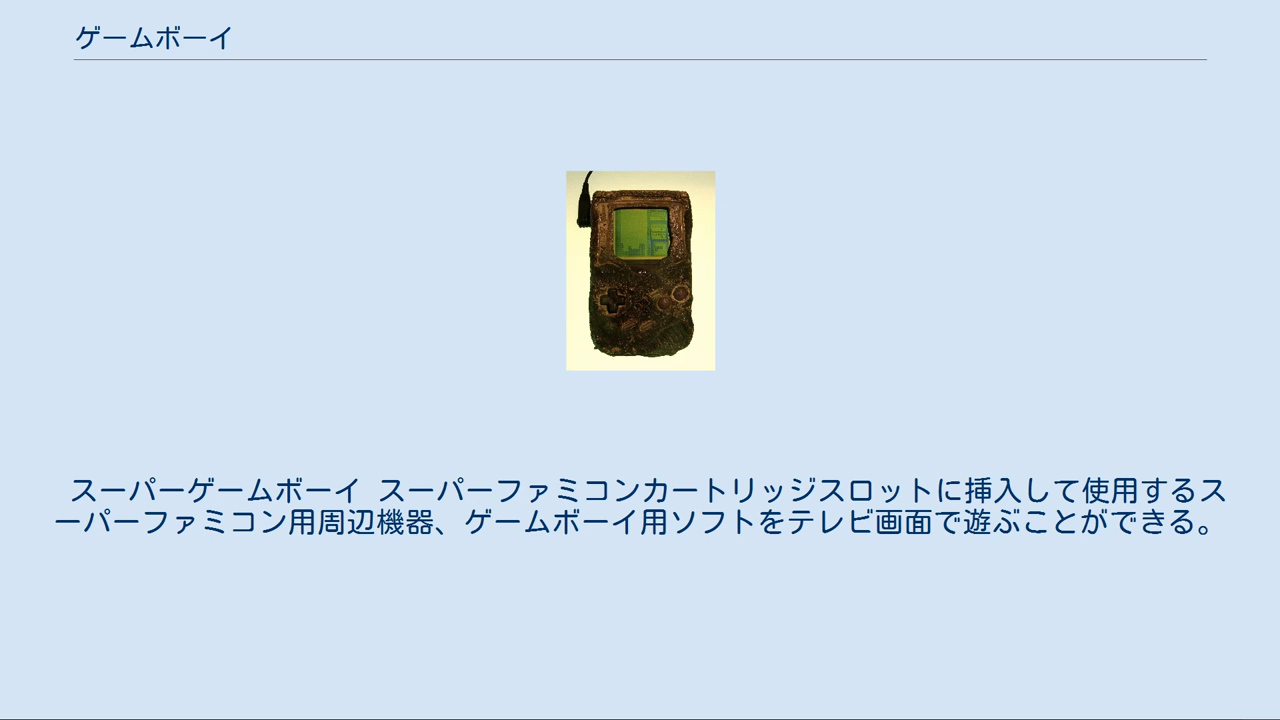 ゲームボーイ
スーパーゲームボーイ スーパーファミコンカートリッジスロットに挿入して使用するス
ーパーファミコン用周辺機器、ゲームボーイ用ソフトをテレビ画面で遊ぶことができる。